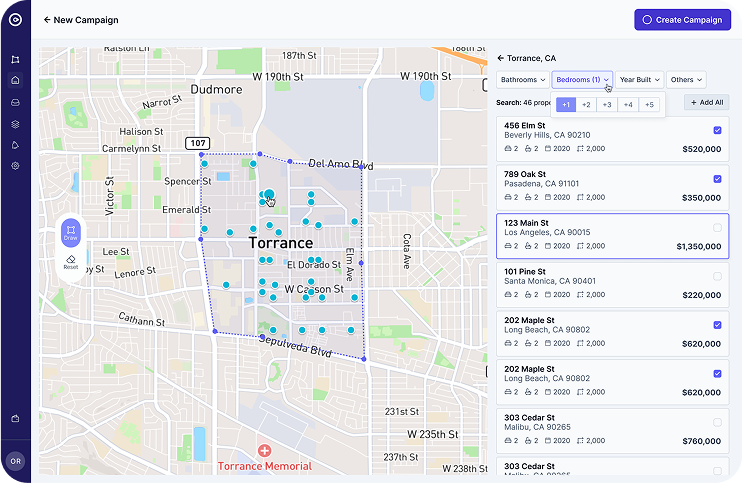 New Campaign
Create Campaign
OR
Draw
Reset
187th St
W 190th St
W 190th St
Dudmore
Narrot St
Halison St
Carmelynn St
107
Del Amo Blvd
Spencer St
Victor St
Emerald St
Torrance
Lee St
Lenore St
El Dorado St
Elm Ave
Cota Ave
W Carson St
Cathann St
Sepulveda Blvd
231st St
W 235th St
237th St
W 238th St
Torrance Memorial
Torrance, CA
Bathrooms
Bedrooms (1)
Year Built
Others
Search: 46 prope
+1
+2
+3
+4
+5
+ Add All
456 Elm St
Beverly Hills, CA 90210
2 2 2020 2,000
$520,000
789 Oak St
Pasadena, CA 91101
2 2 2020 2,000
$350,000
123 Main St
Los Angeles, CA 90015
2 2 2020 2,000
$1,350,000
101 Pine St
Santa Monica, CA 90401
2 2 2020 2,000
$220,000
202 Maple St
Long Beach, CA 90802
2 2 2020 2,000
$620,000
202 Maple St
Long Beach, CA 90802
2 2 2020 2,000
$620,000
303 Cedar St
Malibu, CA 90265
2 2 2020 2,000
$760,000
303 Cedar St